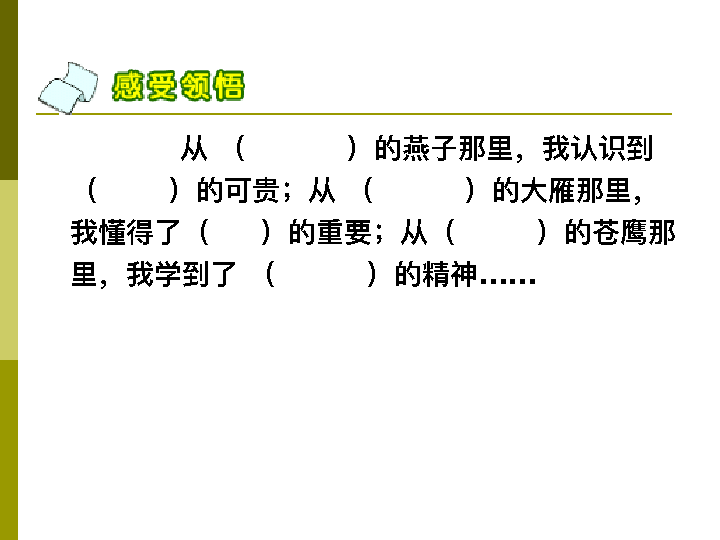 感受领悟
从 （　　　）的燕子那里，我认识到
（　　）的可贵；从 （　　　）的大雁那里，
我懂得了（　）的重要；从（　　　）的苍鹰那
里，我学到了 （　　　）的精神……